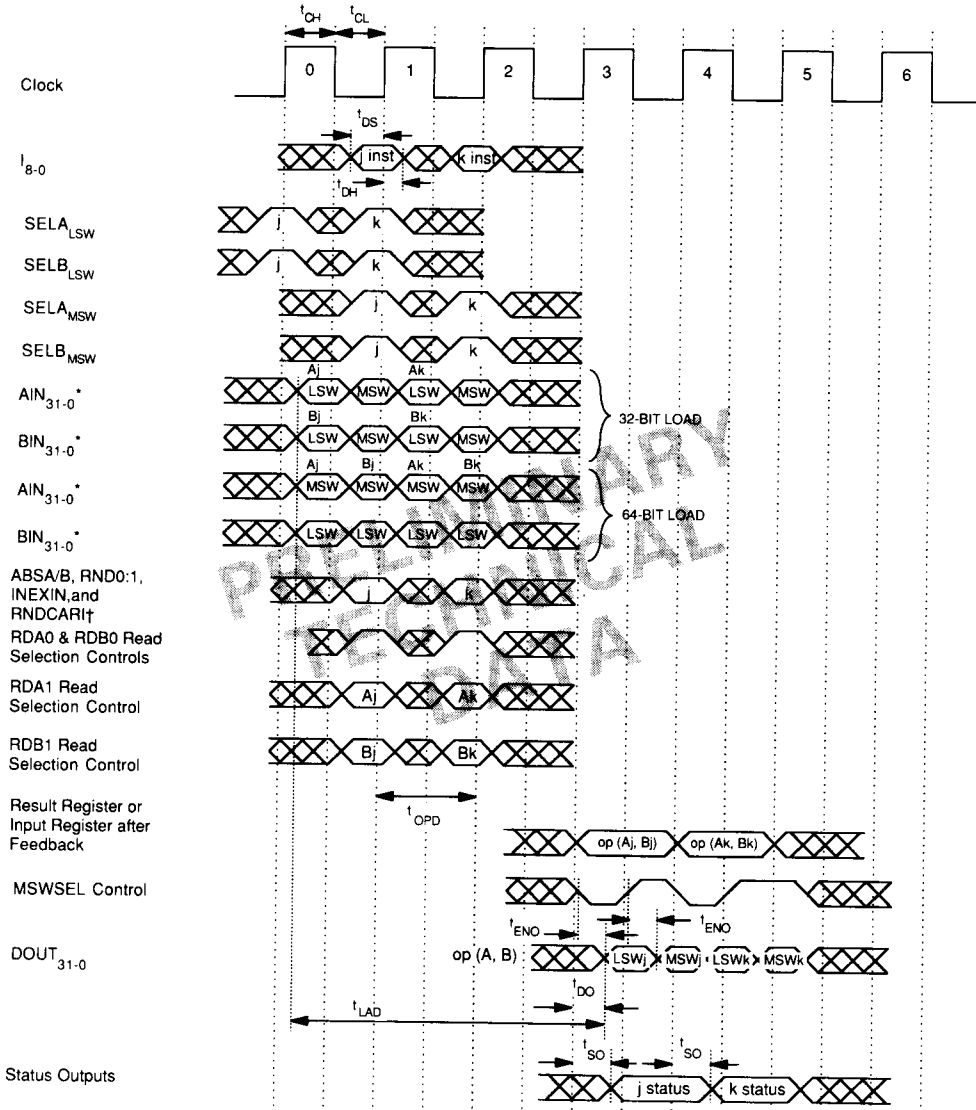 tCH tCL
Clock 0 1 2 3 4 5 6
tDS
I8-0 j inst k inst
tDH
SELALSW j k
SELBLSW j k
SELAMSW j k
SELBMSW j k
Aj Ak
AIN31-0* LSW MSW LSW MSW
32-BIT LOAD
Bj Bk
BIN31-0* LSW MSW LSW MSW
Aj Bj Ak Bk
AIN31-0* MSW MSW MSW MSW
64-BIT LOAD
BIN31-0* LSW LSW LSW LSW
PRELIMINARY
TECHNICAL
DATA
ABSA/B, RND0:1,
INEXIN,and
RNDCARI† j k
RDA0 & RDB0 Read
Selection Controls
RDA1 Read
Selection Control Aj Ak
RDB1 Read
Selection Control Bj Bk
tOPD
Result Register or
Input Register after
Feedback op (Aj, Bj) op (Ak, Bk)
MSWSEL Control
tENO tENO
DOUT31-0 op (A, B) LSWj MSWj LSWk MSWk
tDO
tLAD
tSO tSO
Status Outputs j status k status